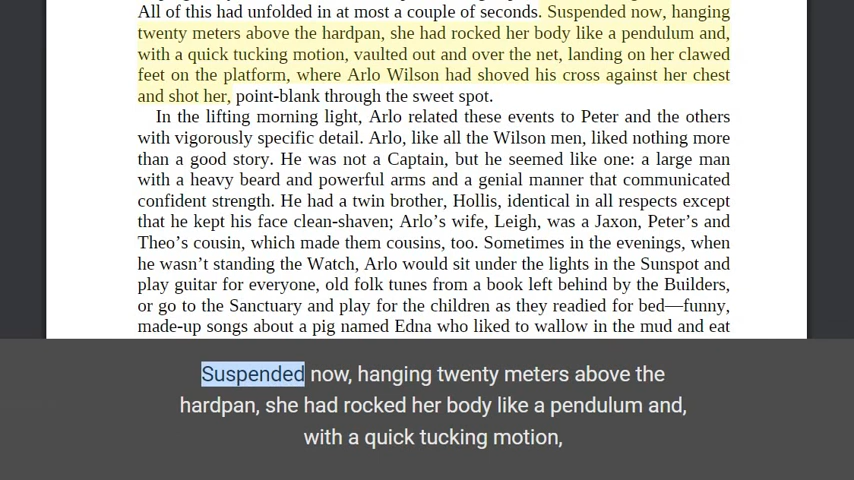 All of this had unfolded in at most a couple of seconds. Suspended now, hanging
twenty meters above the hardpan, she had rocked her body like a pendulum and,
with a quick tucking motion, vaulted out and over the net, landing on her clawed
feet on the platform, where Arlo Wilson had shoved his cross against her chest
and shot her, point-blank through the sweet spot.
In the lifting morning light, Arlo related these events to Peter and the others
with vigorously specific detail. Arlo, like all the Wilson men, liked nothing more
than a good story. He was not a Captain, but he seemed like one: a large man
with a heavy beard and powerful arms and a genial manner that communicated
confident strength. He had a twin brother, Hollis, identical in all respects except
that he kept his face clean-shaven; Arlo’s wife, Leigh, was a Jaxon, Peter’s and
Theo’s cousin, which made them cousins, too. Sometimes in the evenings, when
he wasn’t standing the Watch, Arlo would sit under the lights in the Sunspot and
play guitar for everyone, old folk tunes from a book left behind by the Builders,
or go to the Sanctuary and play for the children as they readied for bed—funny,
made-up songs about a pig named Edna who liked to wallow in the mud and eat
Suspended now, hanging twenty meters above the
hardpan, she had rocked her body like a pendulum and,
with a quick tucking motion,